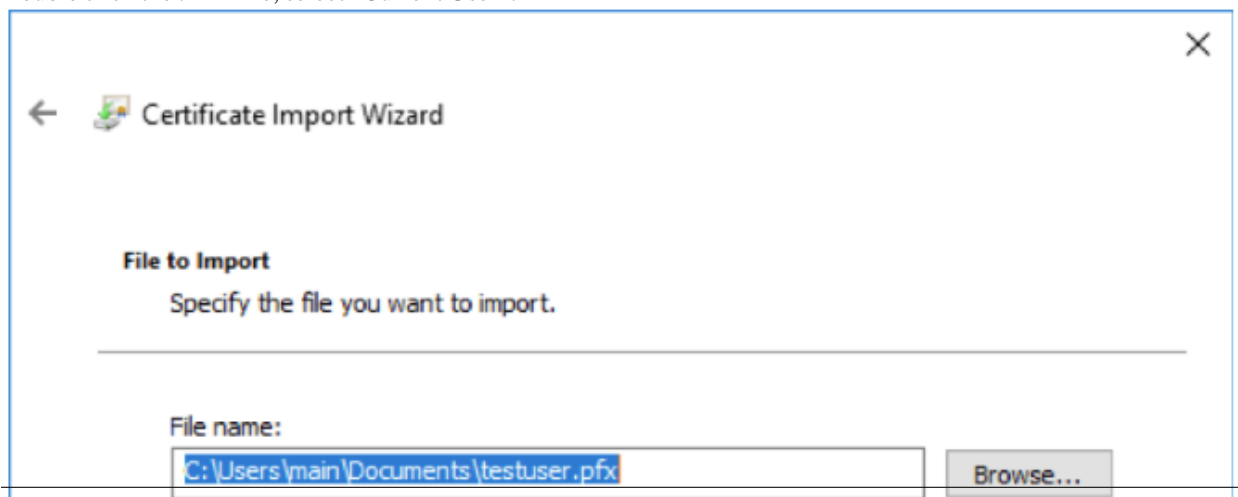 Certificate Import Wizard
File to Import
Specify the file you want to import.
File name:
C:\Users\main\Documents\testuser.pfx
Browse...